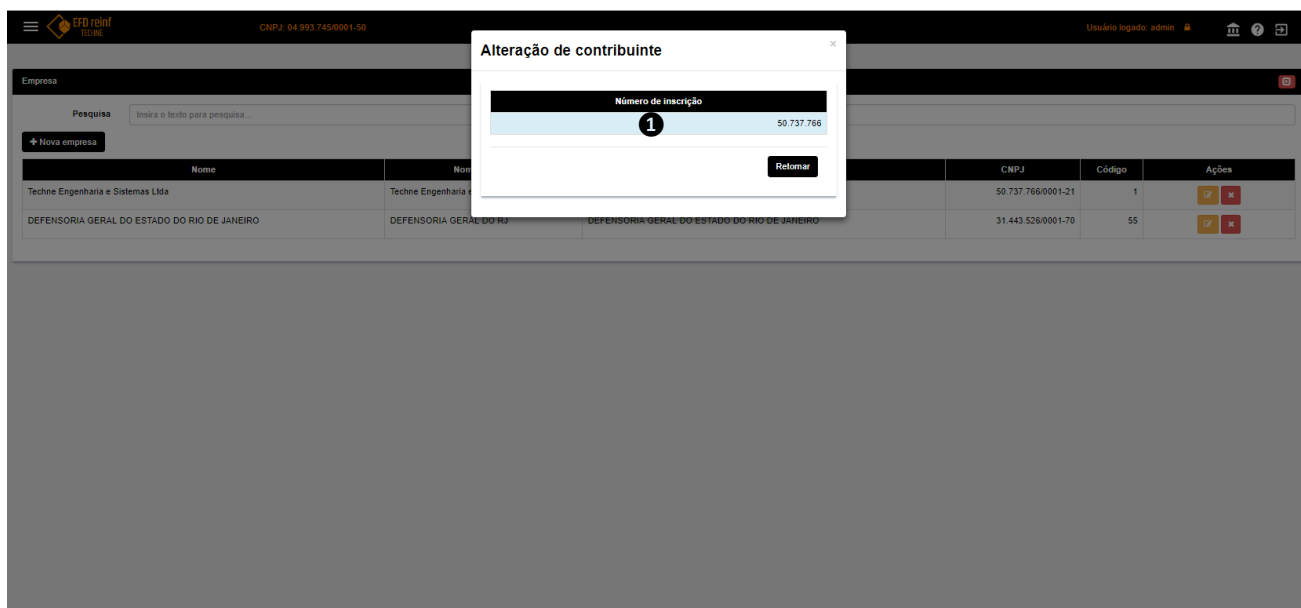 EFD reinf
TECHNE
CNPJ: 04.993.745/0001-50
Usuário logado: admin
Alteração de contribuinte
×
Empresa
Número de inscrição
1
50.737.766
Pesquisa
Insira o texto para pesquisa...
+ Nova empresa
Retornar
Nome
Nom
CNPJ
Código
Ações
Techne Engenharia e Sistemas Ltda
Techne Engenharia e
50.737.766/0001-21
1
DEFENSORIA GERAL DO ESTADO DO RIO DE JANEIRO
DEFENSORIA GERAL DO RJ
DEFENSORIA GERAL DO ESTADO DO RIO DE JANEIRO
31.443.526/0001-70
55